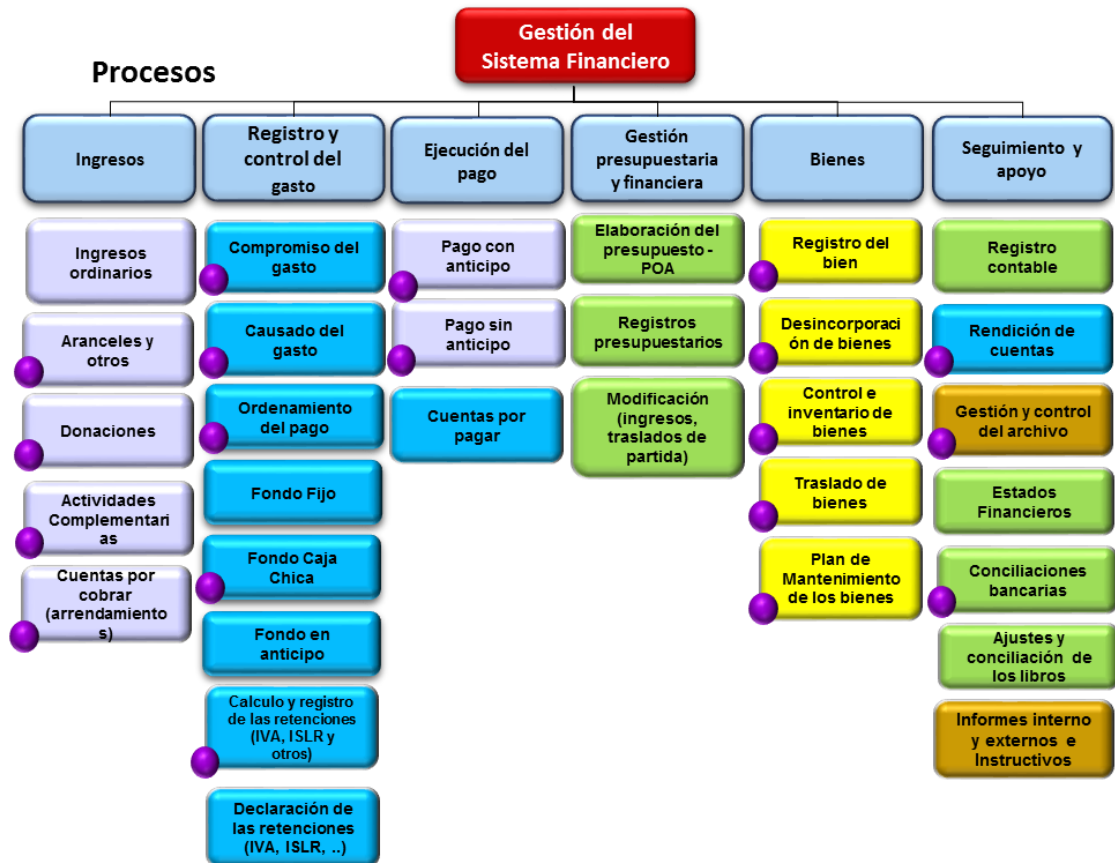 Gestión del
Sistema Financiero
Procesos
Ingresos
Registro y
control del
gasto
Ejecución del
pago
Gestión
presupuestaria
y financiera
Bienes
Seguimiento y
apoyo
Ingresos
ordinarios
Aranceles y
otros
Donaciones
Actividades
Complementari
as
Cuentas por
cobrar
(arrendamiento
s)
Compromiso del
gasto
Causado del
gasto
Ordenamiento
del pago
Fondo Fijo
Fondo Caja
Chica
Fondo en
anticipo
Calculo y registro
de las retenciones
(IVA, ISLR y
otros)
Declaración de
las retenciones
(IVA, ISLR, ..)
Pago con
anticipo
Pago sin
anticipo
Cuentas por
pagar
Elaboración del
presupuesto -
POA
Registros
presupuestarios
Modificación
(ingresos,
traslados de
partida)
Registro del
bien
Desincorporaci
ón de bienes
Control e
inventario de
bienes
Traslado de
bienes
Plan de
Mantenimiento
de los bienes
Registro
contable
Rendición de
cuentas
Gestión y control
del archivo
Estados
Financieros
Conciliaciones
bancarias
Ajustes y
conciliación de
los libros
Informes interno
y externos e
Instructivos